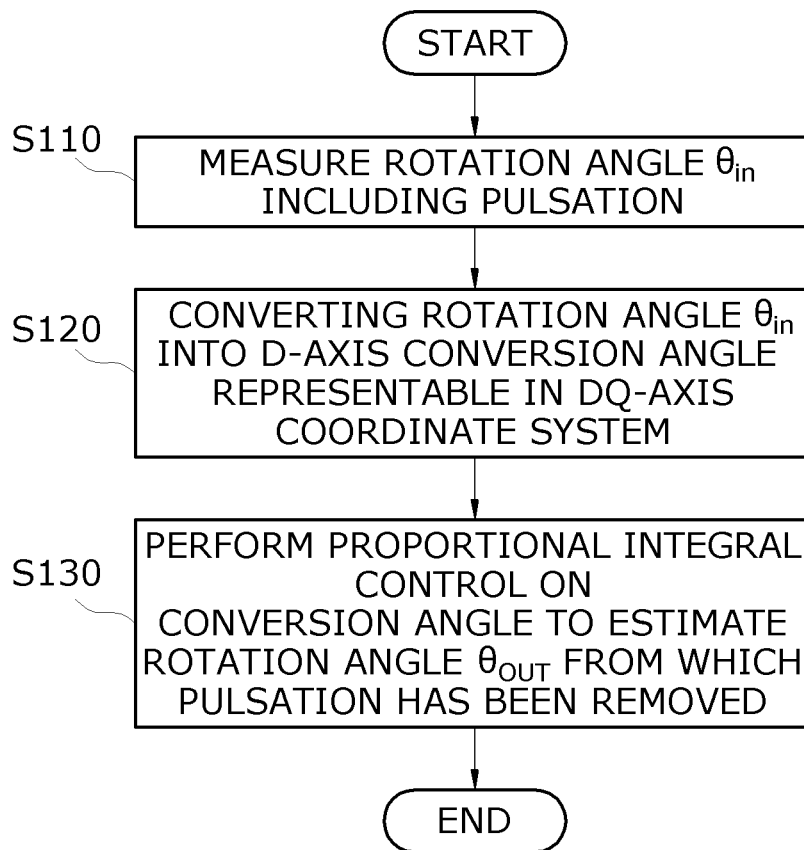 START
S110
MEASURE ROTATION ANGLE θin
INCLUDING PULSATION
S120
CONVERTING ROTATION ANGLE θin
INTO D-AXIS CONVERSION ANGLE
REPRESENTABLE IN DQ-AXIS
COORDINATE SYSTEM
S130
PERFORM PROPORTIONAL INTEGRAL
CONTROL ON
CONVERSION ANGLE TO ESTIMATE
ROTATION ANGLE θOUT FROM WHICH
PULSATION HAS BEEN REMOVED
END